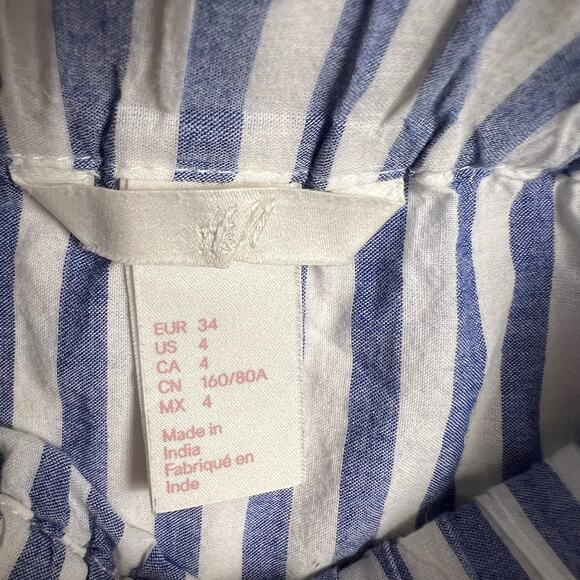 H&M
EUR 34
US 4
CA 4
CN 160/80A
MX 4
Made in
India
Fabriqué en
Inde